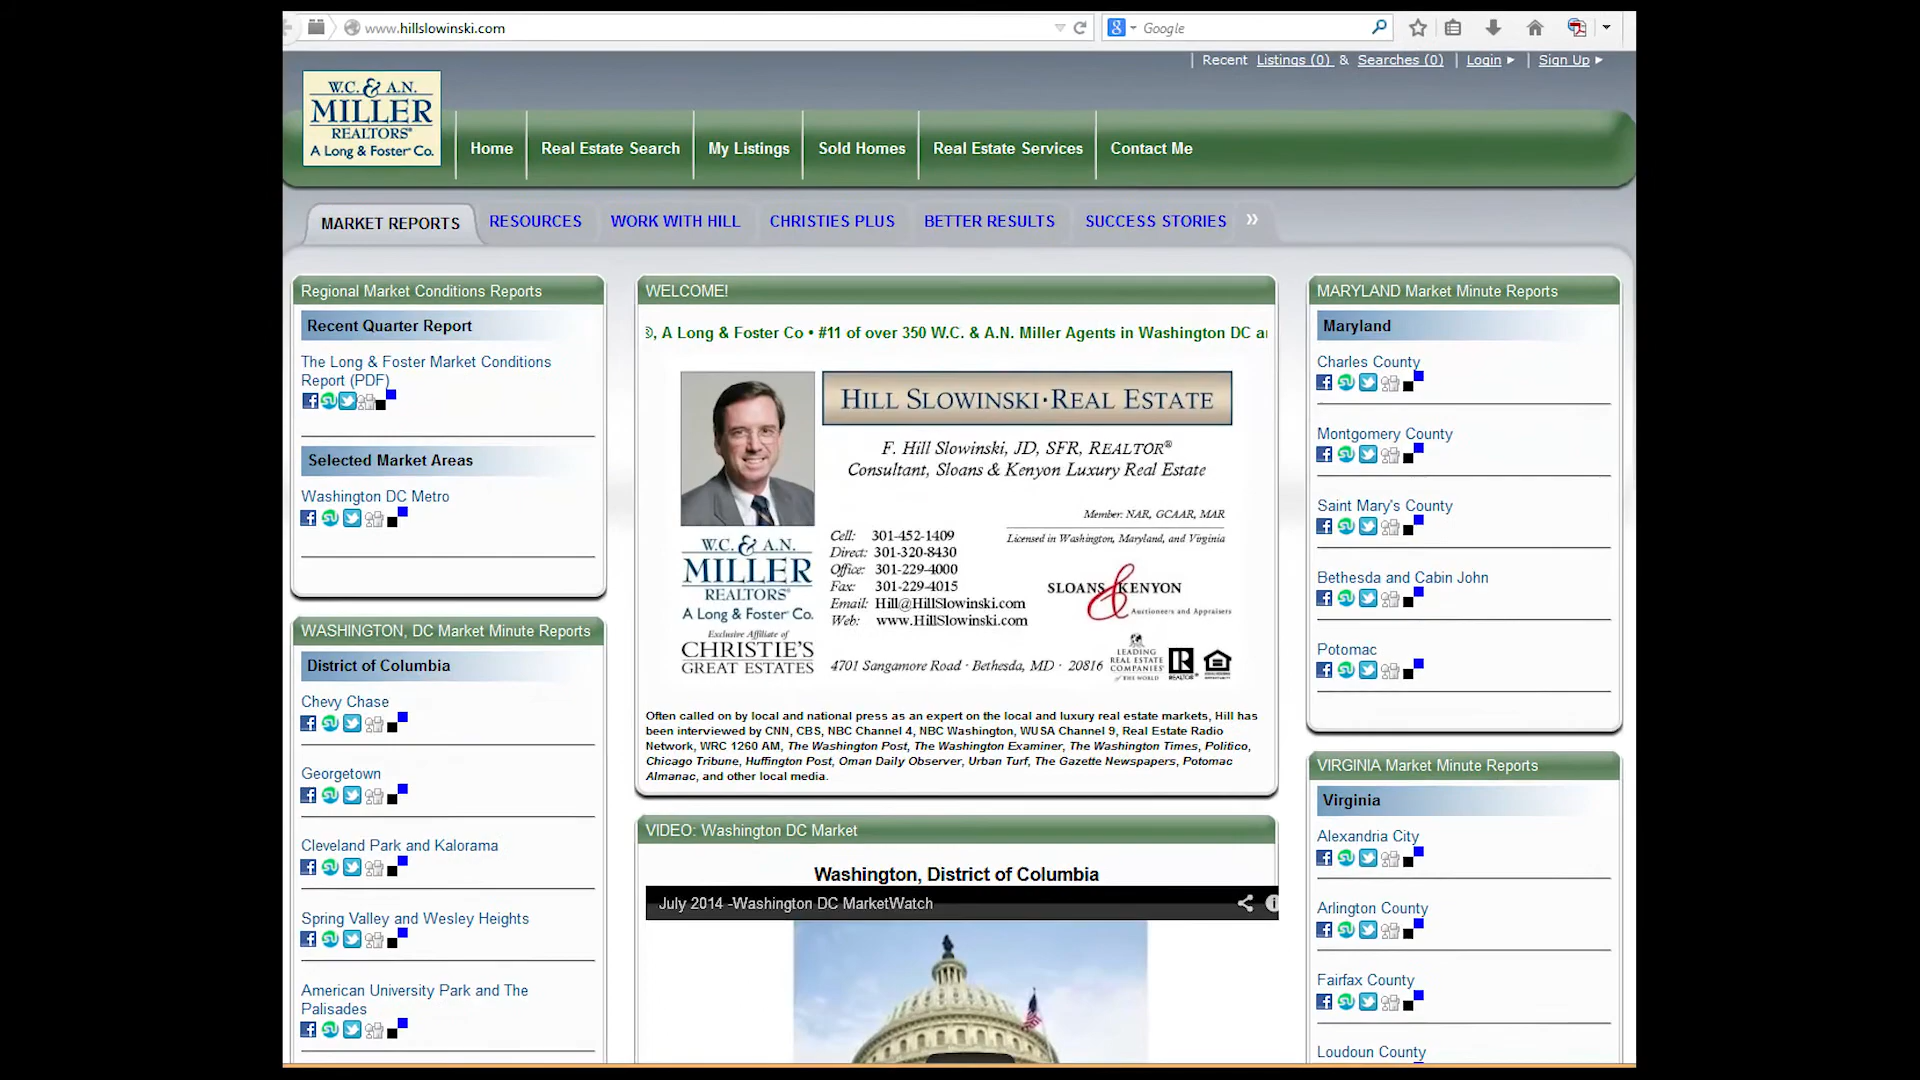 www.hillslowinski.com
Google
Recent Listings (0) & Searches (0) | Login | Sign Up
W.C. & A.N.
MILLER
REALTORS®
A Long & Foster® Co.
Home
Real Estate Search
My Listings
Sold Homes
Real Estate Services
Contact Me
MARKET REPORTS
RESOURCES
WORK WITH HILL
CHRISTIES PLUS
BETTER RESULTS
SUCCESS STORIES
»
Regional Market Conditions Reports
Recent Quarter Report
The Long & Foster Market Conditions
Report (PDF)
Selected Market Areas
Washington DC Metro
WASHINGTON, DC Market Minute Reports
District of Columbia
Chevy Chase
Georgetown
Cleveland Park and Kalorama
Spring Valley and Wesley Heights
American University Park and The
Palisades
WELCOME!
, A Long & Foster Co • #11 of over 350 W.C. & A.N. Miller Agents in Washington DC
HILL SLOWINSKI·REAL ESTATE
F. Hill Slowinski, JD, SFR, REALTOR®
Consultant, Sloans & Kenyon Luxury Real Estate
Member: NAR, GCAAR, MAR
Licensed in Washington, Maryland, and Virginia
W.C. & A.N.
MILLER
REALTORS®
A Long & Foster® Co.
Exclusive Affiliate of
CHRISTIE'S
GREAT ESTATES
Cell: 301-452-1409
Direct: 301-320-8430
Office: 301-229-4000
Fax: 301-229-4015
Email: Hill@HillSlowinski.com
Web: www.HillSlowinski.com
SLOANS & KENYON
Auctioneers and Appraisers
4701 Sangamore Road · Bethesda, MD · 20816
LEADING
REAL ESTATE
COMPANIES
OF THE WORLD
REALTOR®
Often called on by local and national press as an expert on the local and luxury real estate markets, Hill has
been interviewed by CNN, CBS, NBC Channel 4, NBC Washington, WUSA Channel 9, Real Estate Radio
Network, WRC 1260 AM, The Washington Post, The Washington Examiner, The Washington Times, Politico,
Chicago Tribune, Huffington Post, Oman Daily Observer, Urban Turf, The Gazette Newspapers, Potomac
Almanac, and other local media.
VIDEO: Washington DC Market
Washington, District of Columbia
July 2014 -Washington DC MarketWatch
MARYLAND Market Minute Reports
Maryland
Charles County
Montgomery County
Saint Mary's County
Bethesda and Cabin John
Potomac
VIRGINIA Market Minute Reports
Virginia
Alexandria City
Arlington County
Fairfax County
Loudoun County